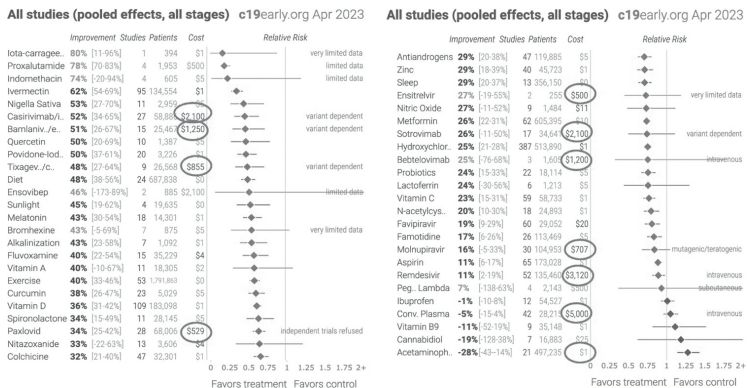 All studies (pooled effects, all stages) c19early.org Apr 2023
Improvement Studies Patients Cost Relative Risk
Iota-carragee.. 80% [11-96%] 1 394 $1 very limited data
Proxalutamide 78% [70-83%] 4 1,953 $500 limited data
Indomethacin 74% [-20-94%] 4 605 $5 limited data
Ivermectin 62% [54-69%] 95 134,554 $1
Nigella Sativa 53% [27-70%] 11 2,959
Casirivimab/i.. 52% [34-65%] 27 $2,100 variant dependent
Bamlaniv../e.. 51% [26-67%] 15 25,467 $1,250 variant dependent
Quercetin 50% [20-69%] 10 1,387
Povidone-Iod.. 50% [37-61%] 20 3,226 $1
Tixagev../c.. 48% [27-64%] 9 26,568 $855 variant dependent
Diet 48% [38-56%] 24 687,838 $0
Ensovibep 46% [-173-89%] 2 885 $2,100 limited data
Sunlight 45% [19-62%] 4 19,635 $0
Melatonin 43% [30-54%] 18 14,301 $1
Bromhexine 43% [-5-69%] 7 875 $5 very limited data
Alkalinization 43% [23-58%] 7 1,092 $1
Fluvoxamine 40% [22-54%] 15 35,229 $4
Vitamin A 40% [-10-67%] 11 18,305 $2
Exercise 40% [33-46%] 53 1,791,863 $0
Curcumin 38% [26-47%] 23 5,029 $5
Vitamin D 36% [31-42%] 109 183,098 $1
Spironolactone 34% [15-49%] 11 28,145 $5
Paxlovid 34% [25-42%] 28 68,006 $529 independent trials refused
Nitazoxanide 33% [-22-63%] 13 3,606 $4
Colchicine 32% [21-40%] 47 32,301 $1
0 0.25 0.5 0.75 1 1.25 1.5 1.75 2+
Favors treatment Favors control
All studies (pooled effects, all stages) c19early.org Apr 2023
Improvement Studies Patients Cost Relative Risk
Antiandrogens 29% [20-38%] 47 119,885 $5
Zinc 29% [18-39%] 40 45,723 $1
Sleep 29% [20-37%] 13 356,150 $0
Ensitrelvir 27% [-19-55%] 2 255 $500 very limited data
Nitric Oxide 27% [-11-52%] 9 1,484 $11
Metformin 26% [22-31%] 62 605,395
Sotrovimab 26% [-11-50%] 17 34,641 $2,100 variant dependent
Hydroxychlor.. 25% [21-28%] 387 513,890 $1
Bebtelovimab 25% [-76-68%] 3 1,605 $1,200 intravenous
Probiotics 24% [15-33%] 22 18,114 $5
Lactoferrin 24% [-30-56%] 6 1,213 $5
Vitamin C 23% [15-31%] 59 58,733 $1
N-acetylcys.. 20% [10-30%] 18 24,893 $1
Favipiravir 19% [9-29%] 60 29,052 $20
Famotidine 17% [6-26%] 26 113,469 $5
Molnupiravir 16% [-5-33%] 30 104,953 $707 mutagenic/teratogenic
Aspirin 11% [6-17%] 65 173,028 $1
Remdesivir 11% [2-19%] 52 135,460 $3,120 intravenous
Peg.. Lambda 7% [-138-63%] 4 2,143 $500 subcutaneous
Ibuprofen -1% [-10-8%] 12 54,527 $1
Conv. Plasma -5% [-15-4%] 42 28,215 $5,000 intravenous
Vitamin B9 -11% [-52-19%] 9 35,148 $1
Cannabidiol -19% [-128-38%] 7 16,883 $25
Acetaminoph.. -28% [-43--14%] 21 497,235 $1
0 0.25 0.5 0.75 1 1.25 1.5 1.75 2+
Favors treatment Favors control